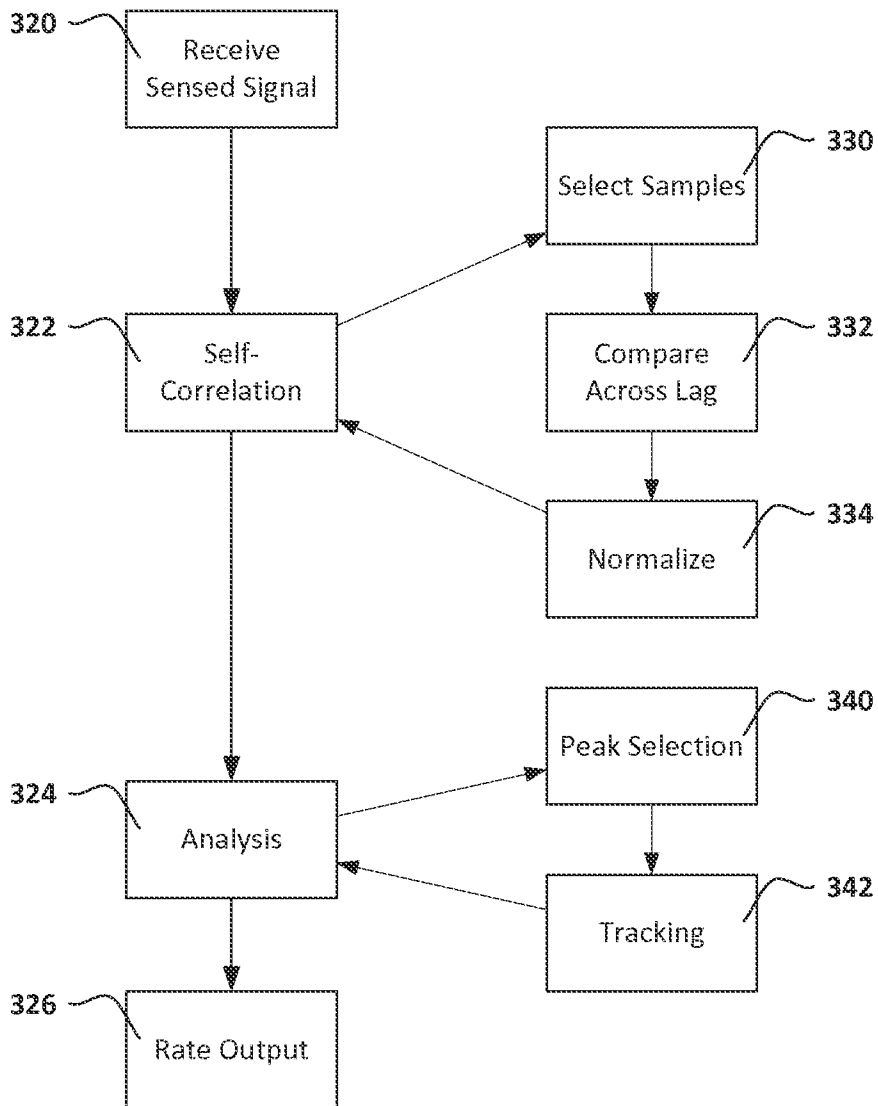 320
Receive
Sensed Signal
330
Select Samples
322
Self-
Correlation
332
Compare
Across Lag
334
Normalize
340
Peak Selection
324
Analysis
342
Tracking
326
Rate Output